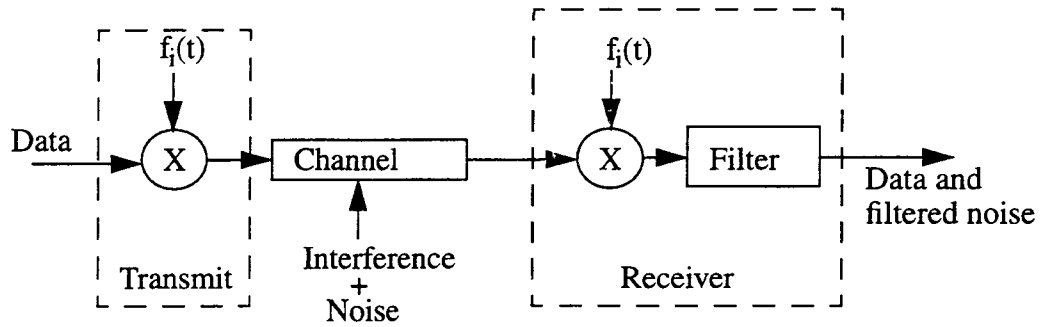 f_i(t)
f_i(t)
Data
X
Channel
X
Filter
Data and
filtered noise
Interference
+
Noise
Transmit
Receiver